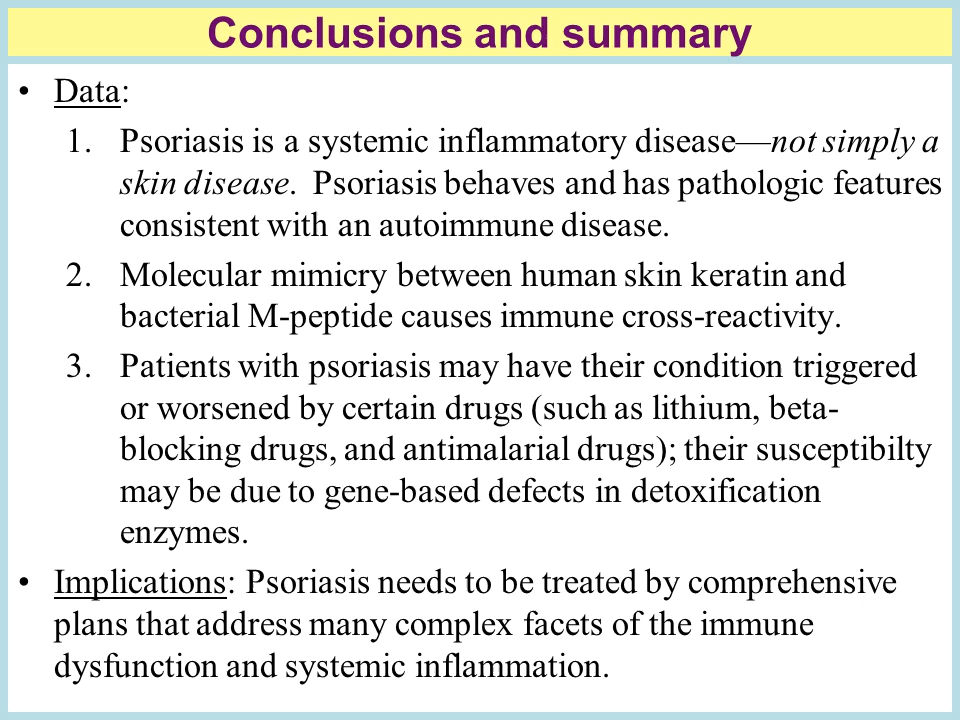 Conclusions and summary
• Data:
1. Psoriasis is a systemic inflammatory disease—not simply a
skin disease. Psoriasis behaves and has pathologic features
consistent with an autoimmune disease.
2. Molecular mimicry between human skin keratin and
bacterial M-peptide causes immune cross-reactivity.
3. Patients with psoriasis may have their condition triggered
or worsened by certain drugs (such as lithium, beta-
blocking drugs, and antimalarial drugs); their susceptibilty
may be due to gene-based defects in detoxification
enzymes.
• Implications: Psoriasis needs to be treated by comprehensive
plans that address many complex facets of the immune
dysfunction and systemic inflammation.